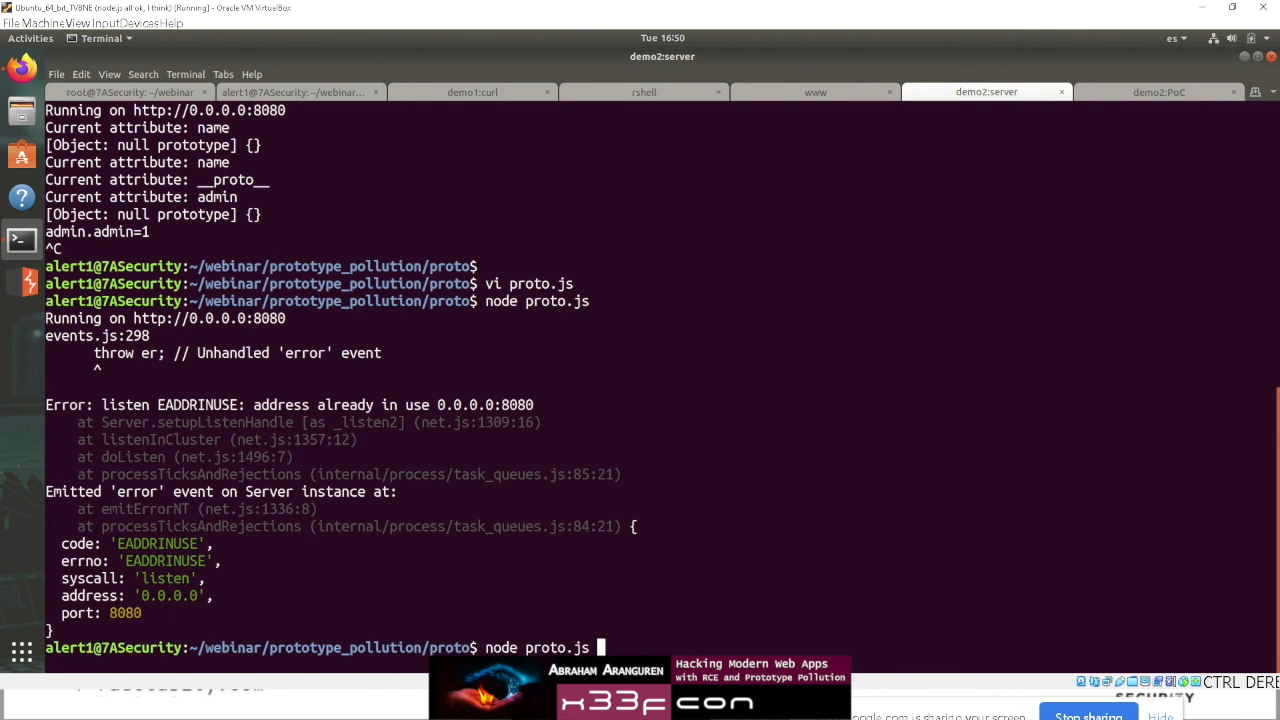 Ubuntu_64_bit_TVBNE (node.js all ok, I think) [Running] - Oracle VM VirtualBox
File Machine View Input Devices Help
Activities Terminal Tue 16:50 es
demo2:server
File Edit View Search Terminal Tabs Help
root@7ASecurity: ~/webinar × alert1@7ASecurity: ~/webinar... × demo1:curl × rshell × www × demo2:server × demo2:PoC ×
Running on http://0.0.0.0:8080
Current attribute: name
[Object: null prototype] {}
Current attribute: name
Current attribute: __proto__
Current attribute: admin
[Object: null prototype] {}
admin.admin=1
^C
alert1@7ASecurity:~/webinar/prototype_pollution/proto$
alert1@7ASecurity:~/webinar/prototype_pollution/proto$ vi proto.js
alert1@7ASecurity:~/webinar/prototype_pollution/proto$ node proto.js
Running on http://0.0.0.0:8080
events.js:298
throw er; // Unhandled 'error' event
^
Error: listen EADDRINUSE: address already in use 0.0.0.0:8080
at Server.setupListenHandle [as _listen2] (net.js:1309:16)
at listenInCluster (net.js:1357:12)
at doListen (net.js:1496:7)
at processTicksAndRejections (internal/process/task_queues.js:85:21)
Emitted 'error' event on Server instance at:
at emitErrorNT (net.js:1336:8)
at processTicksAndRejections (internal/process/task_queues.js:84:21) {
code: 'EADDRINUSE',
errno: 'EADDRINUSE',
syscall: 'listen',
address: '0.0.0.0',
port: 8080
}
alert1@7ASecurity:~/webinar/prototype_pollution/proto$ node proto.js
ABRAHAM ARANGUREN
Hacking Modern Web Apps
with RCE and Prototype Pollution
x33fcon
CTRL DERE
SECURITY
oogle.com is sharing your screen. Stop sharing Hide